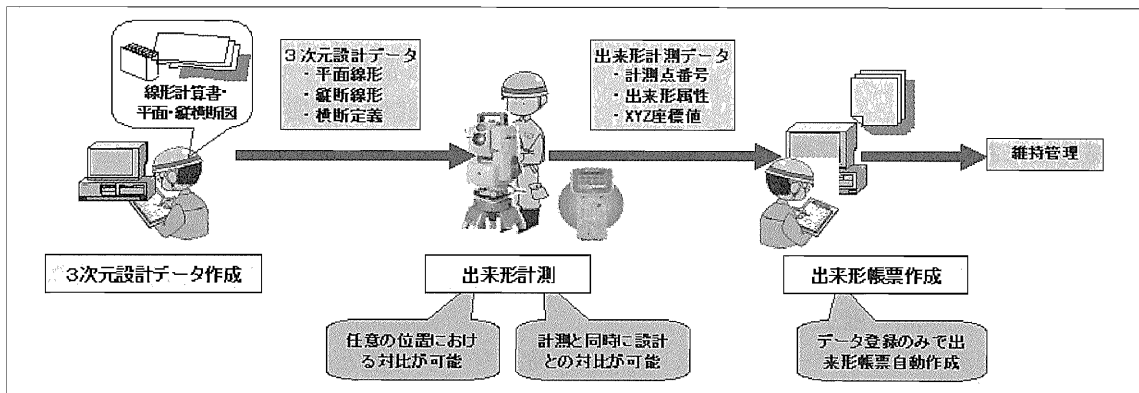 線形計算書・
平面・縦横断図
3次元設計データ
・平面線形
・縦断線形
・横断定義
出来形計測データ
・計測点番号
・出来形属性
・XYZ座標値
維持管理
3次元設計データ作成
出来形計測
出来形帳票作成
任意の位置におけ
る対比が可能
計測と同時に設計
との対比が可能
データ登録のみで出
来形帳票自動作成